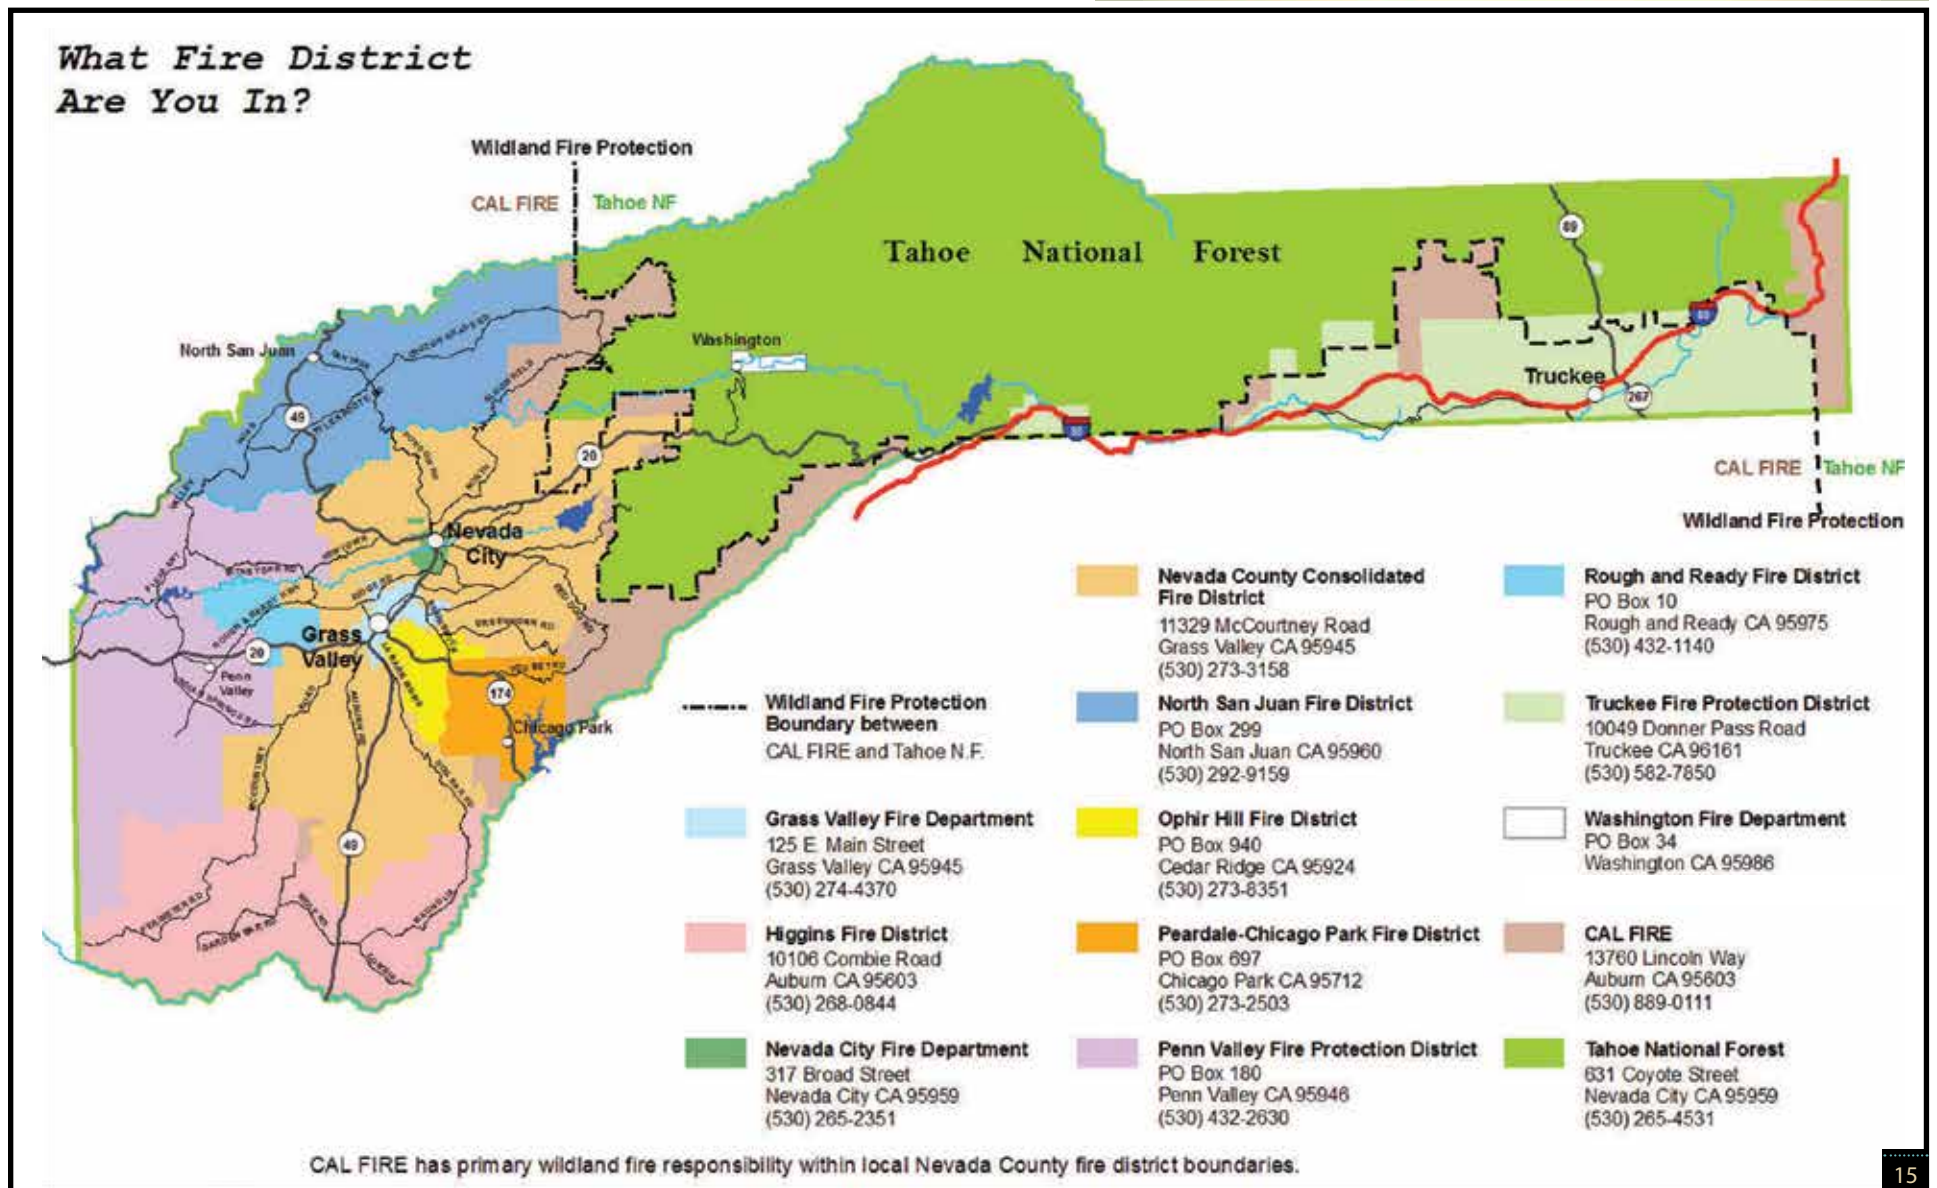 What Fire District
Are You In?
Wildland Fire Protection
CAL FIRE
Tahoe NF
Tahoe National Forest
89
80
North San Juan
Washington
Truckee
267
49
20
80
CAL FIRE
Tahoe NF
Wildland Fire Protection
Nevada
City
Grass
Valley
20
Penn
Valley
174
Chicago Park
49
Wildland Fire Protection
Boundary between
CAL FIRE and Tahoe N.F.
Grass Valley Fire Department
125 E. Main Street
Grass Valley CA 95945
(530) 274-4370
Higgins Fire District
10106 Combie Road
Auburn CA 95603
(530) 268-0844
Nevada City Fire Department
317 Broad Street
Nevada City CA 95959
(530) 265-2351
Nevada County Consolidated
Fire District
11329 McCourtney Road
Grass Valley CA 95945
(530) 273-3158
North San Juan Fire District
PO Box 299
North San Juan CA 95960
(530) 292-9159
Ophir Hill Fire District
PO Box 940
Cedar Ridge CA 95924
(530) 273-8351
Peardale-Chicago Park Fire District
PO Box 697
Chicago Park CA 95712
(530) 273-2503
Penn Valley Fire Protection District
PO Box 180
Penn Valley CA 95946
(530) 432-2630
Rough and Ready Fire District
PO Box 10
Rough and Ready CA 95975
(530) 432-1140
Truckee Fire Protection District
10049 Donner Pass Road
Truckee CA 96161
(530) 582-7850
Washington Fire Department
PO Box 34
Washington CA 95986
CAL FIRE
13760 Lincoln Way
Auburn CA 95603
(530) 889-0111
Tahoe National Forest
631 Coyote Street
Nevada City CA 95959
(530) 265-4531
CAL FIRE has primary wildland fire responsibility within local Nevada County fire district boundaries.
15